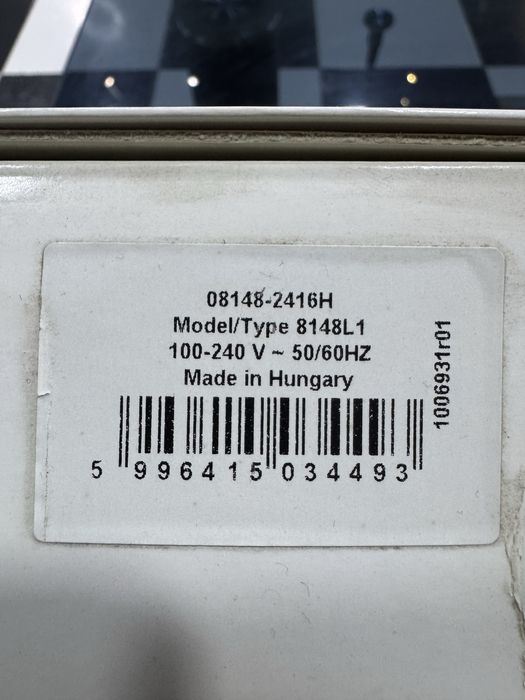 08148-2416H
Model/Type 8148L1
100-240 V ~ 50/60HZ
Made in Hungary
5 996415 034493
1006931r01